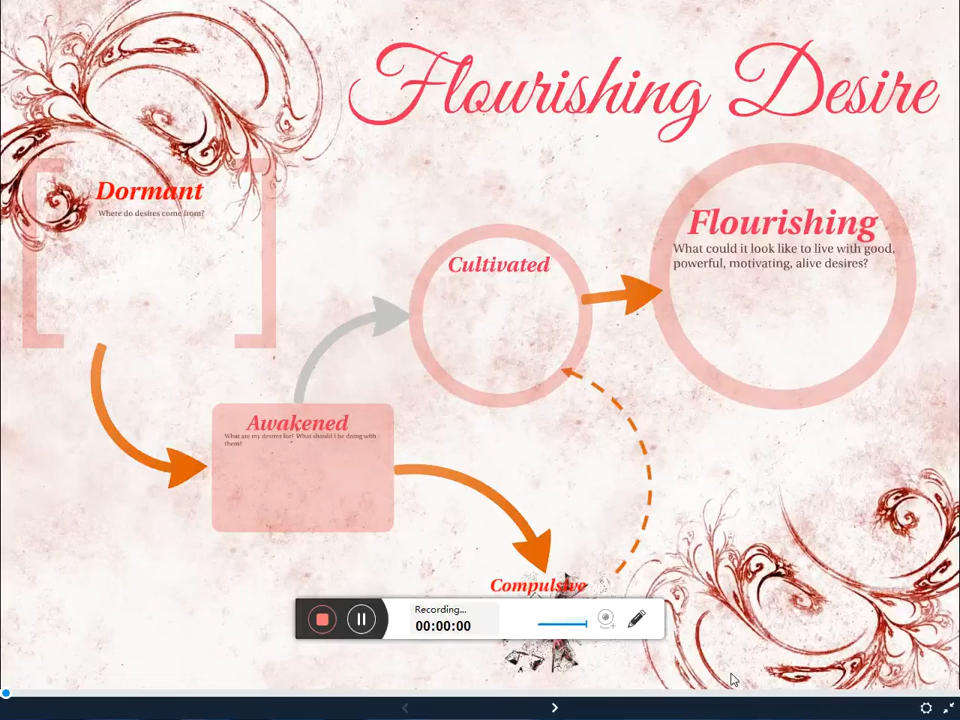 Flourishing Desire
Dormant
Where do desires come from?
Flourishing
What could it look like to live with good,
powerful, motivating, alive desires?
Cultivated
Awakened
What are my desires for? What should I be doing with
them?
Compulsive
Recording...
00:00:00